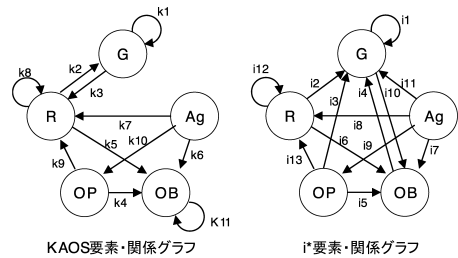 k1
G
k8
k2
k3
R
Ag
k7
k10
k5
k6
k9
OP
OB
k4
K11
KAOS要素・関係グラフ
i1
G
i12
i2
i3
i4
i10
i11
R
Ag
i8
i6
i9
i7
i13
OP
OB
i5
i*要素・関係グラフ